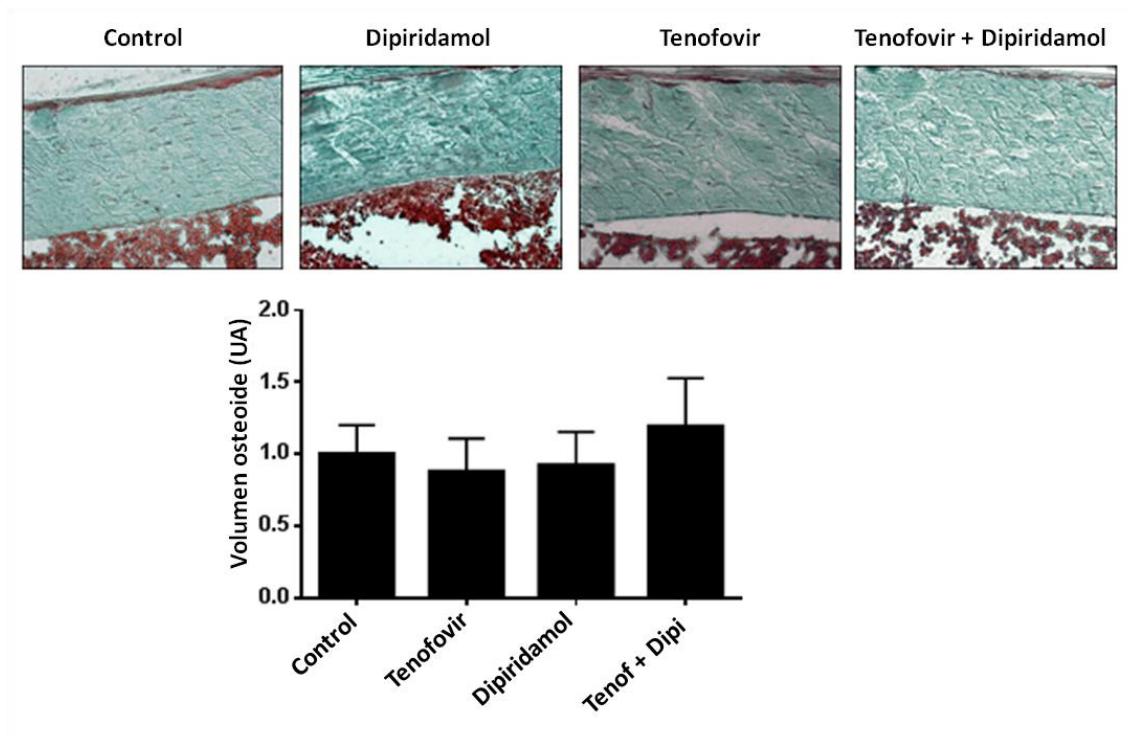 Control Dipiridamol Tenofovir Tenofovir + Dipiridamol
Volumen osteoide (UA)
2.0
1.5
1.0
0.5
0.0
Control Tenofovir Dipiridamol Tenof + Dipi